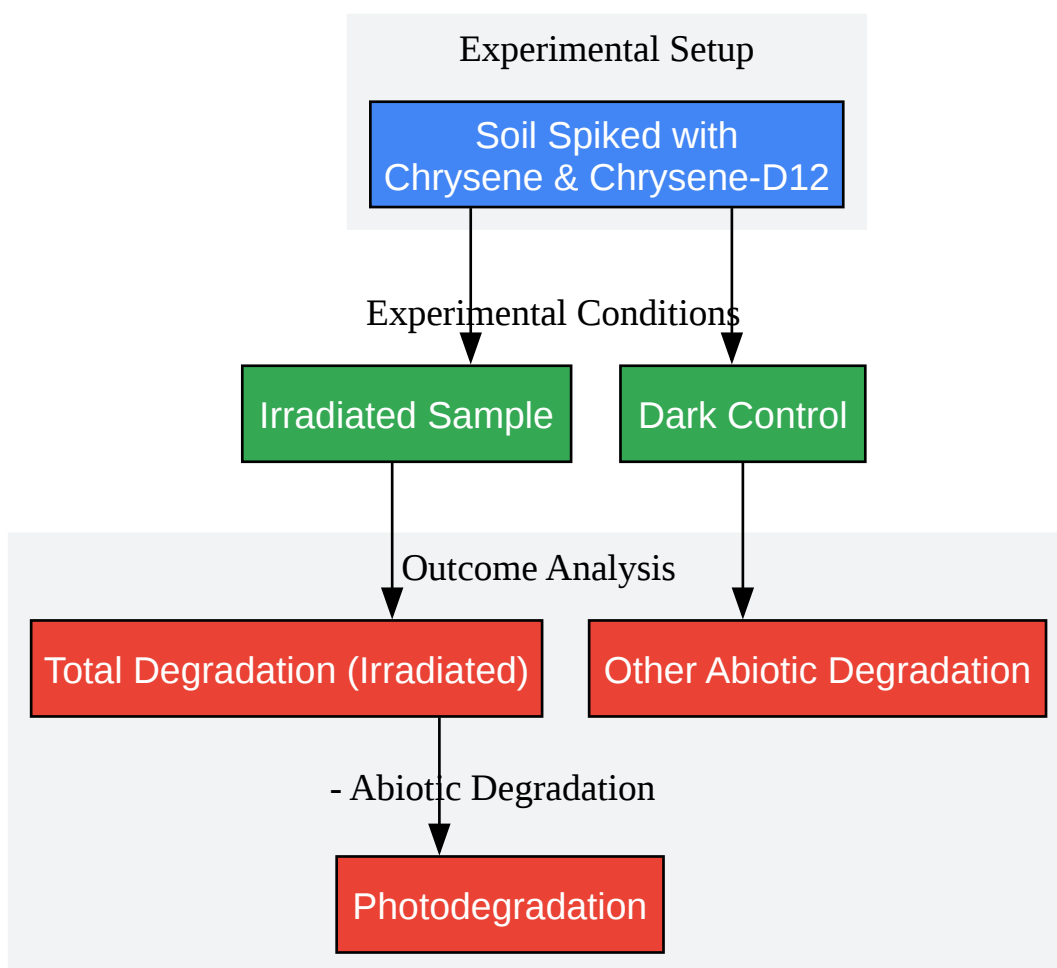 Experimental Setup
Soil Spiked with
Chrysene & Chrysene-D12
Experimental Conditions
Irradiated Sample
Dark Control
Outcome Analysis
Total Degradation (Irradiated)
Other Abiotic Degradation
- Abiotic Degradation
Photodegradation